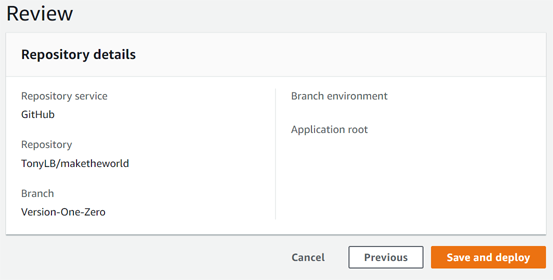 Review
Repository details
Repository service
GitHub
Repository
TonyLB/maketheworld
Branch
Version-One-Zero
Branch environment
Application root
Cancel
Previous
Save and deploy